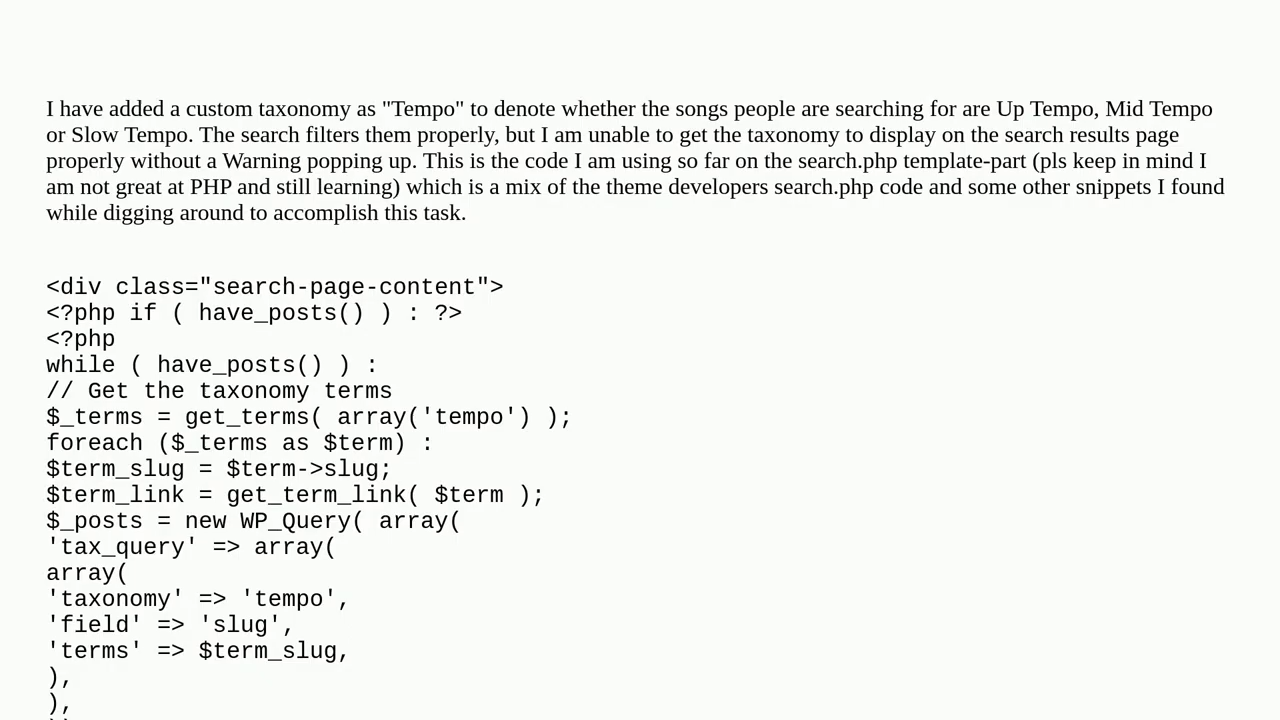 I have added a custom taxonomy as "Tempo" to denote whether the songs people are searching for are Up Tempo, Mid Tempo
or Slow Tempo. The search filters them properly, but I am unable to get the taxonomy to display on the search results page
properly without a Warning popping up. This is the code I am using so far on the search.php template-part (pls keep in mind I
am not great at PHP and still learning) which is a mix of the theme developers search.php code and some other snippets I found
while digging around to accomplish this task.
<div class="search-page-content">
<?php if ( have_posts() ) : ?>
<?php
while ( have_posts() ) :
// Get the taxonomy terms
$_terms = get_terms( array('tempo') );
foreach ($_terms as $term) :
$term_slug = $term->slug;
$term_link = get_term_link( $term );
$_posts = new WP_Query( array(
'tax_query' => array(
array(
'taxonomy' => 'tempo',
'field' => 'slug',
'terms' => $term_slug,
),
),